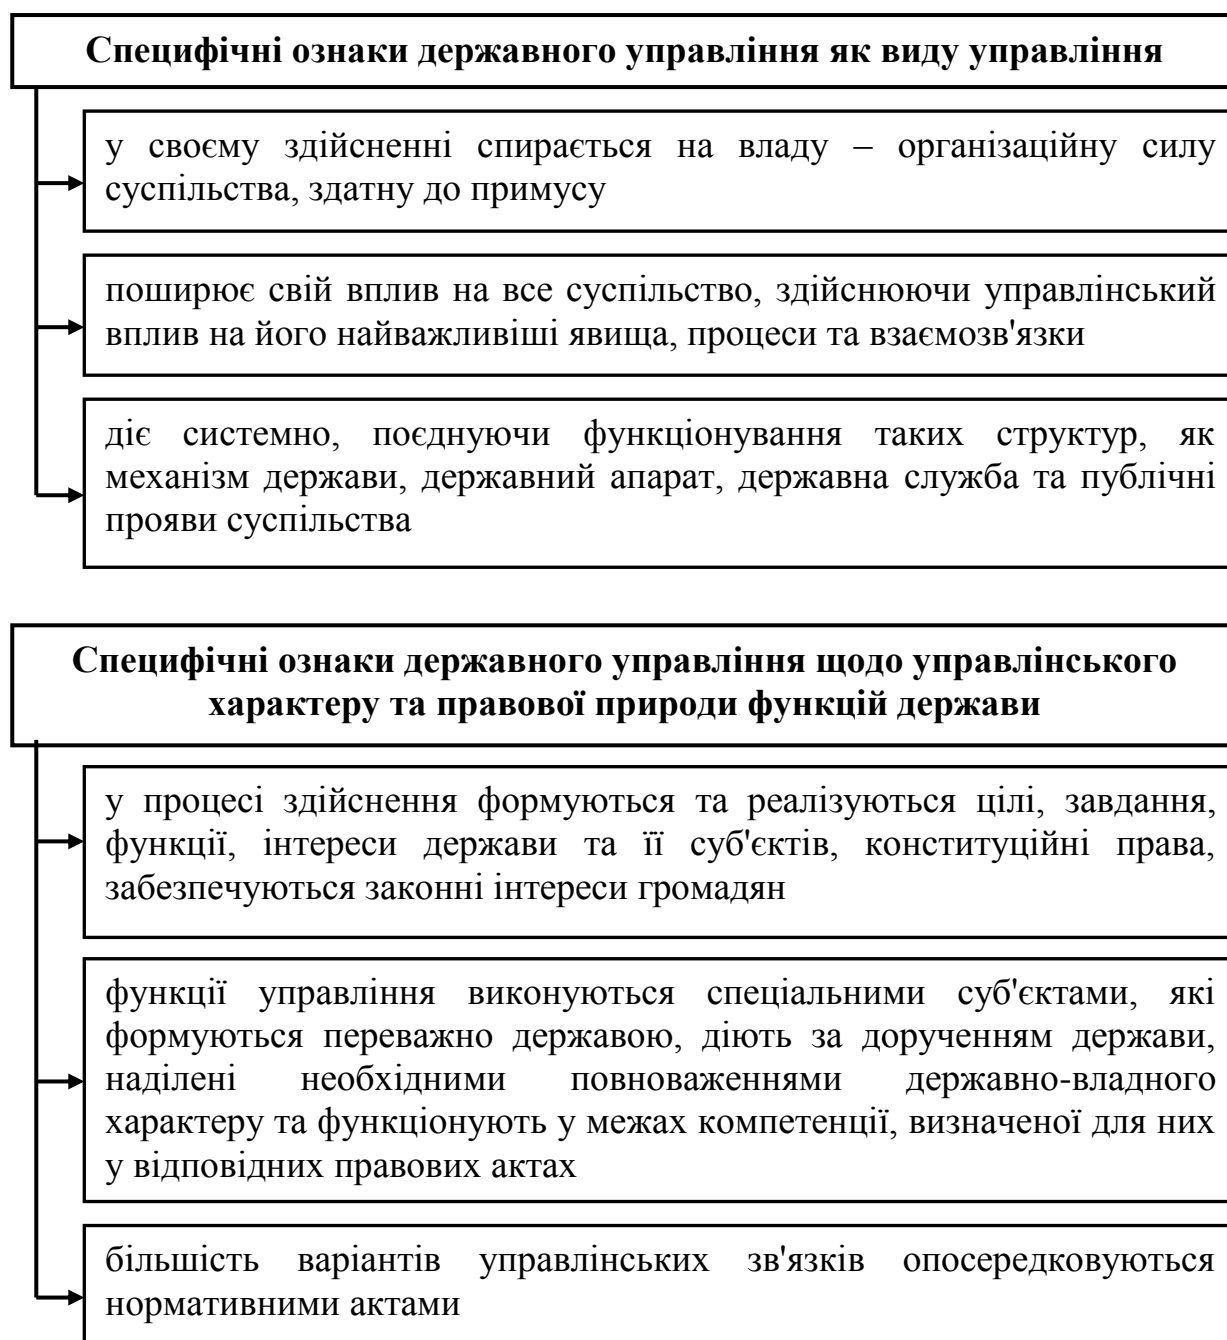 Специфічні ознаки державного управління як виду управління
у своєму здійсненні спирається на владу – організаційну силу
суспільства, здатну до примусу
поширює свій вплив на все суспільство, здійснюючи управлінський
вплив на його найважливіші явища, процеси та взаємозв'язки
діє системно, поєднуючи функціонування таких структур, як
механізм держави, державний апарат, державна служба та публічні
прояви суспільства
Специфічні ознаки державного управління щодо управлінського
характеру та правової природи функцій держави
у процесі здійснення формуються та реалізуються цілі, завдання,
функції, інтереси держави та її суб'єктів, конституційні права,
забезпечуються законні інтереси громадян
функції управління виконуються спеціальними суб'єктами, які
формуються переважно державою, діють за дорученням держави,
наділені необхідними повноваженнями державно-владного
характеру та функціонують у межах компетенції, визначеної для них
у відповідних правових актах
більшість варіантів управлінських зв'язків опосередковуються
нормативними актами